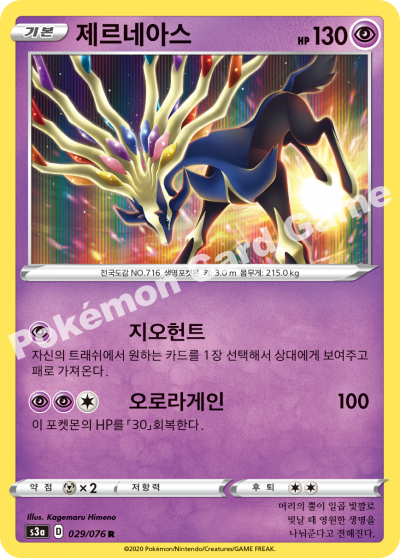 기본 제르네아스 HP 130
전국도감 NO.716 생명포켓몬 키: 3.0 m 몸무게: 215.0 kg
Pokémon Card Game
지오헌트
자신의 트래쉬에서 원하는 카드를 1장 선택해서 상대에게 보여주고
패로 가져온다.
오로라게인 100
이 포켓몬의 HP를 「30」 회복한다.
약점 ×2 저항력 후퇴
Illus. Kagemaru Himeno
머리의 뿔이 일곱 빛깔로
빛날 때 영원한 생명을
나눠준다고 전해진다.
s3a D 029/076 R
©2020 Pokémon/Nintendo/Creatures/GAME FREAK.